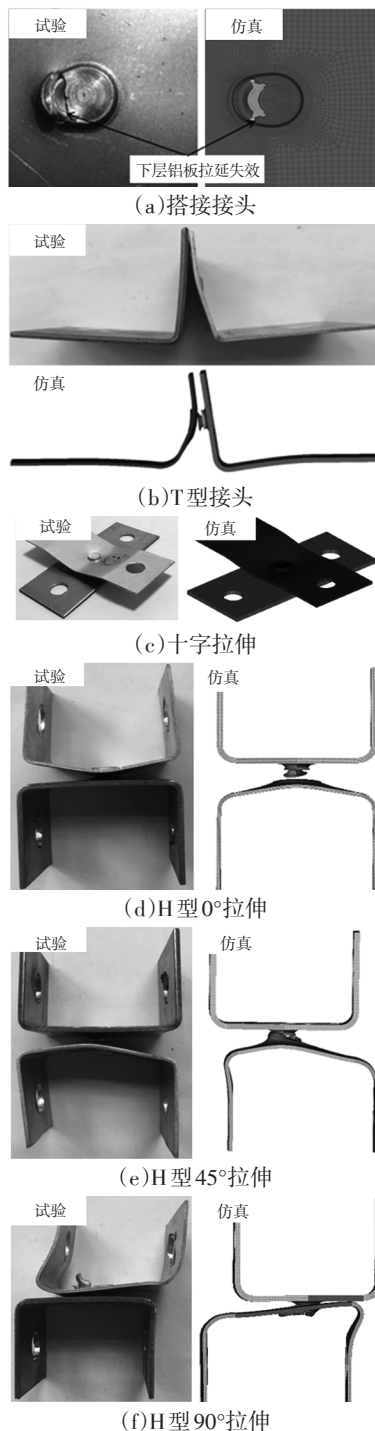 试验
仿真
下层铝板拉延失效
(a)搭接接头
试验
仿真
(b)T型接头
试验
仿真
(c)十字拉伸
试验
仿真
(d)H型0°拉伸
试验
仿真
(e)H型45°拉伸
试验
仿真
(f)H型90°拉伸